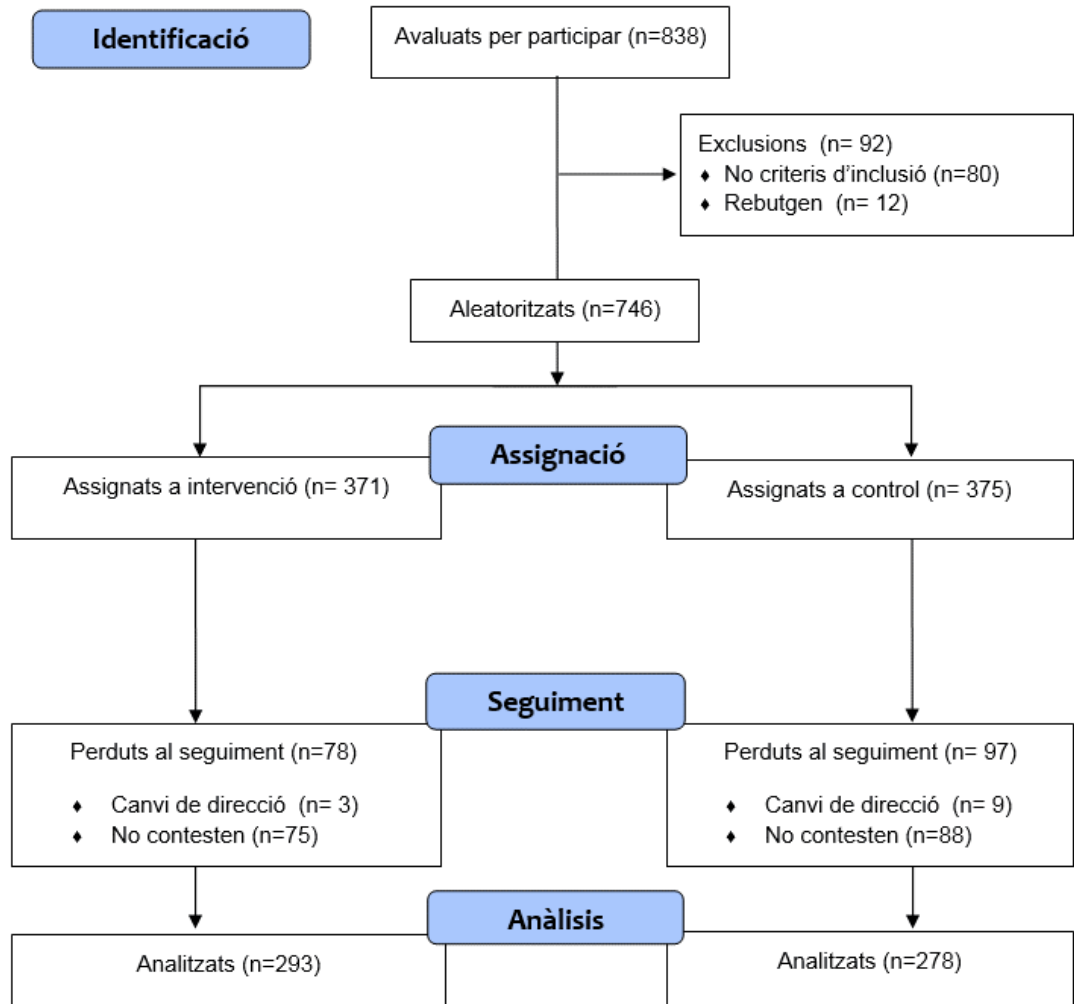 Identificació
Avaluats per participar (n=838)
Exclusions (n= 92)
♦ No criteris d’inclusió (n=80)
♦ Rebutgen (n= 12)
Aleatoritzats (n=746)
Assignació
Assignats a intervenció (n= 371)
Assignats a control (n= 375)
Seguiment
Perduts al seguiment (n=78)
♦ Canvi de direcció (n= 3)
♦ No contesten (n=75)
Perduts al seguiment (n= 97)
♦ Canvi de direcció (n= 9)
♦ No contesten (n=88)
Anàlisis
Analitzats (n=293)
Analitzats (n=278)